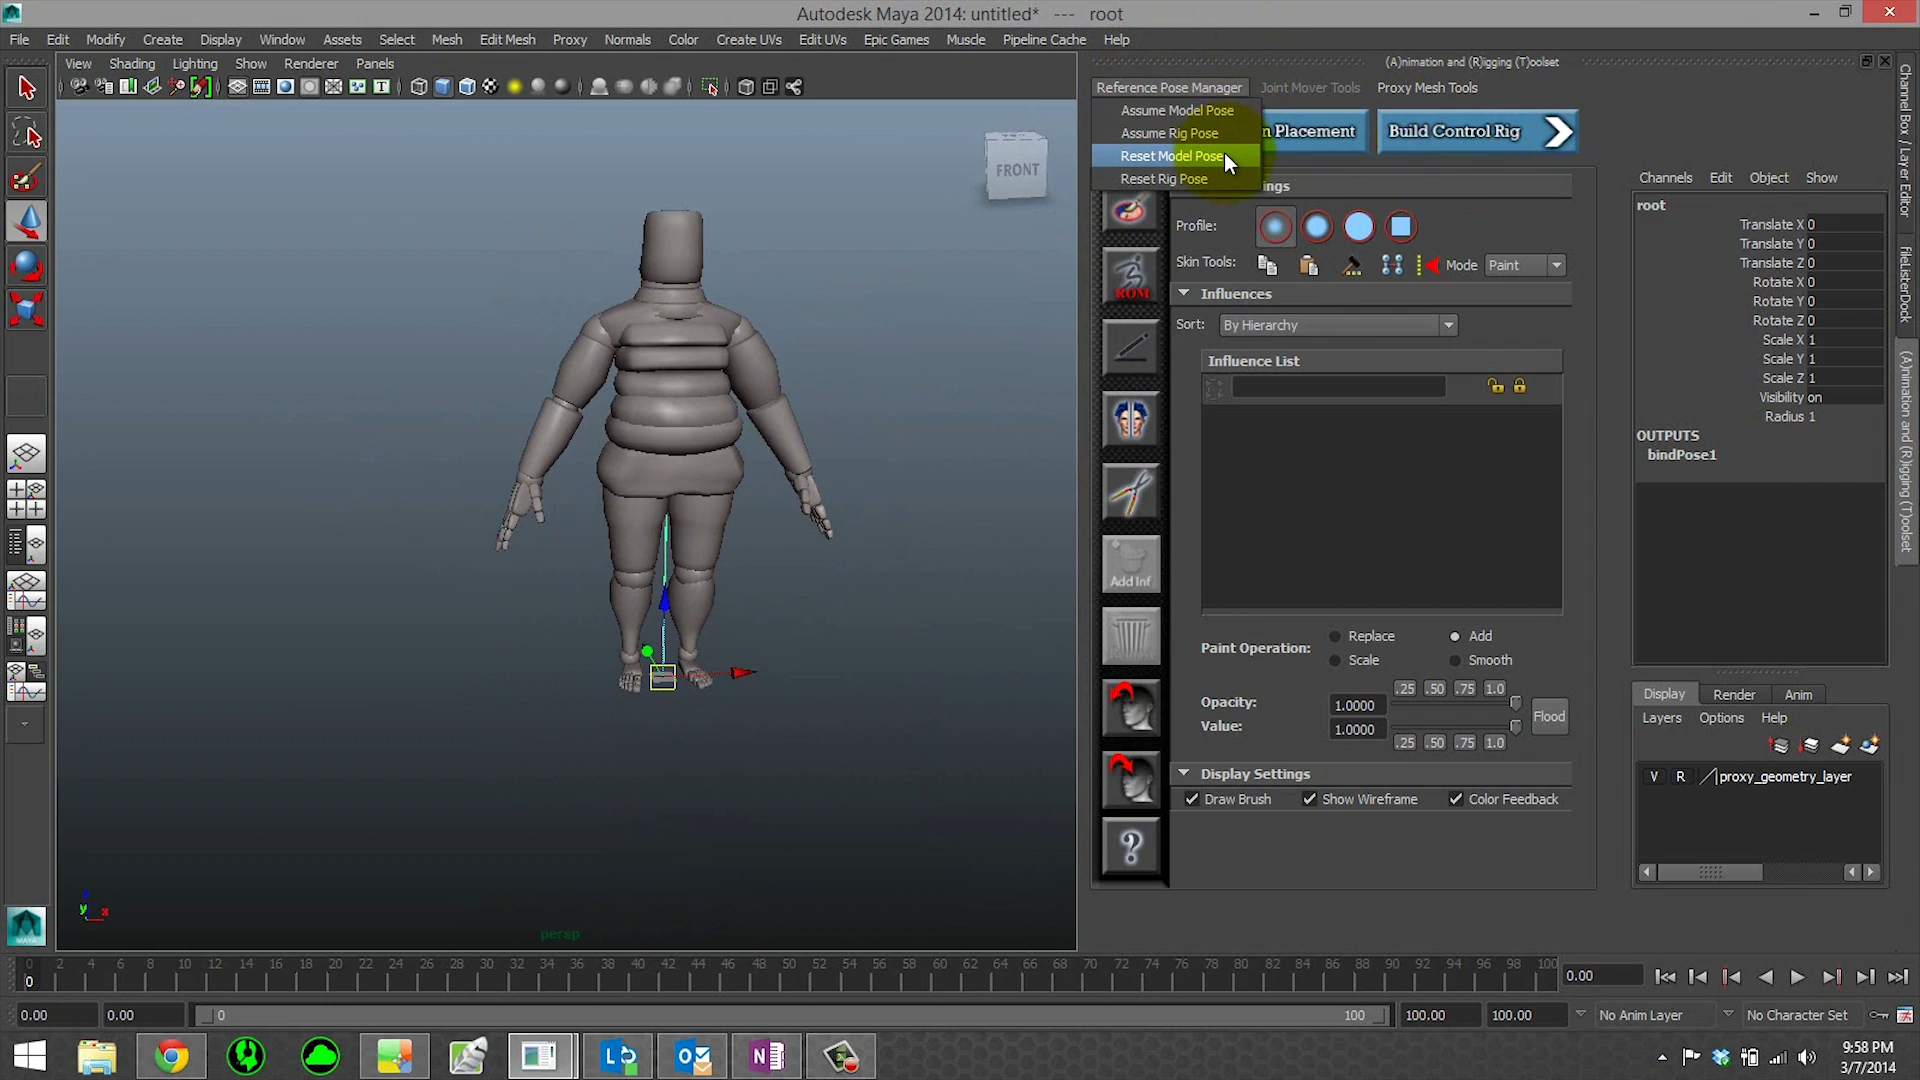 Autodesk Maya 2014: untitled* --- root
File Edit Modify Create Display Window Assets Select Mesh Edit Mesh Proxy Normals Color Create UVs Edit UVs Epic Games Muscle Pipeline Cache Help
View Shading Lighting Show Renderer Panels
FRONT
persp
(A)nimation and (R)igging (T)oolset
Reference Pose Manager Joint Mover Tools Proxy Mesh Tools
Assume Model Pose
Assume Rig Pose
Reset Model Pose
Reset Rig Pose
n Placement
Build Control Rig
ings
Profile:
Skin Tools:
Mode Paint
Influences
Sort: By Hierarchy
Influence List
ROM
Add Inf
Paint Operation:
Replace Add
Scale Smooth
Opacity: 1.0000
.25 .50 .75 1.0
Value: 1.0000
.25 .50 .75 1.0
Flood
Display Settings
Draw Brush Show Wireframe Color Feedback
?
Channels Edit Object Show
root
Translate X 0
Translate Y 0
Translate Z 0
Rotate X 0
Rotate Y 0
Rotate Z 0
Scale X 1
Scale Y 1
Scale Z 1
Visibility on
Radius 1
OUTPUTS
bindPose1
Display Render Anim
Layers Options Help
V R proxy_geometry_layer
Channel Box / Layer Editor
fileListerDock
(A)nimation and (R)igging (T)oolset
0 2 4 6 8 10 12 14 16 18 20 22 24 26 28 30 32 34 36 38 40 42 44 46 48 50 52 54 56 58 60 62 64 66 68 70 72 74 76 78 80 82 84 86 88 90 92 94 96 98 100
0
0.00
0.00 0.00 0 100 100.00 100.00 No Anim Layer No Character Set
9:58 PM
3/7/2014